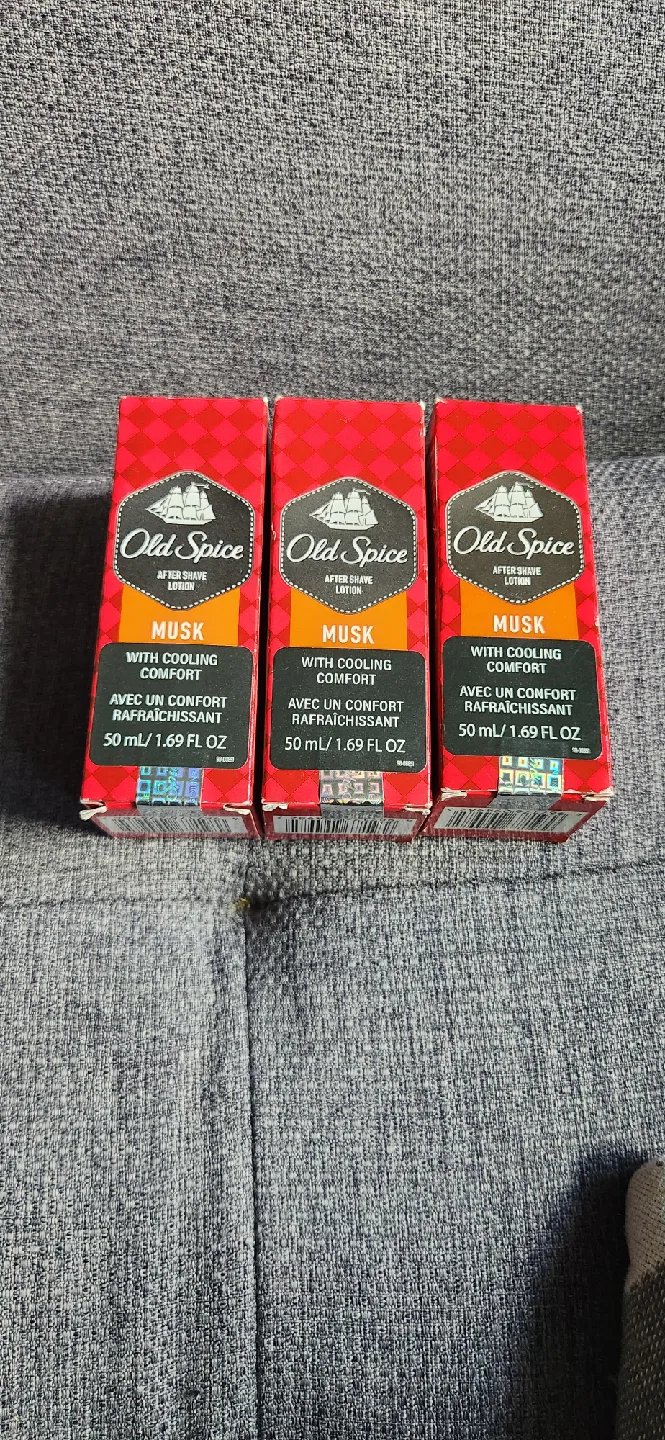 Old Spice
AFTER SHAVE
LOTION
MUSK
WITH COOLING
COMFORT
AVEC UN CONFORT
RAFRAÎCHISSANT
50 mL/ 1.69 FL OZ
Old Spice
AFTER SHAVE
LOTION
MUSK
WITH COOLING
COMFORT
AVEC UN CONFORT
RAFRAÎCHISSANT
50 mL/ 1.69 FL OZ
Old Spice
AFTER SHAVE
LOTION
MUSK
WITH COOLING
COMFORT
AVEC UN CONFORT
RAFRAÎCHISSANT
50 mL/ 1.69 FL OZ